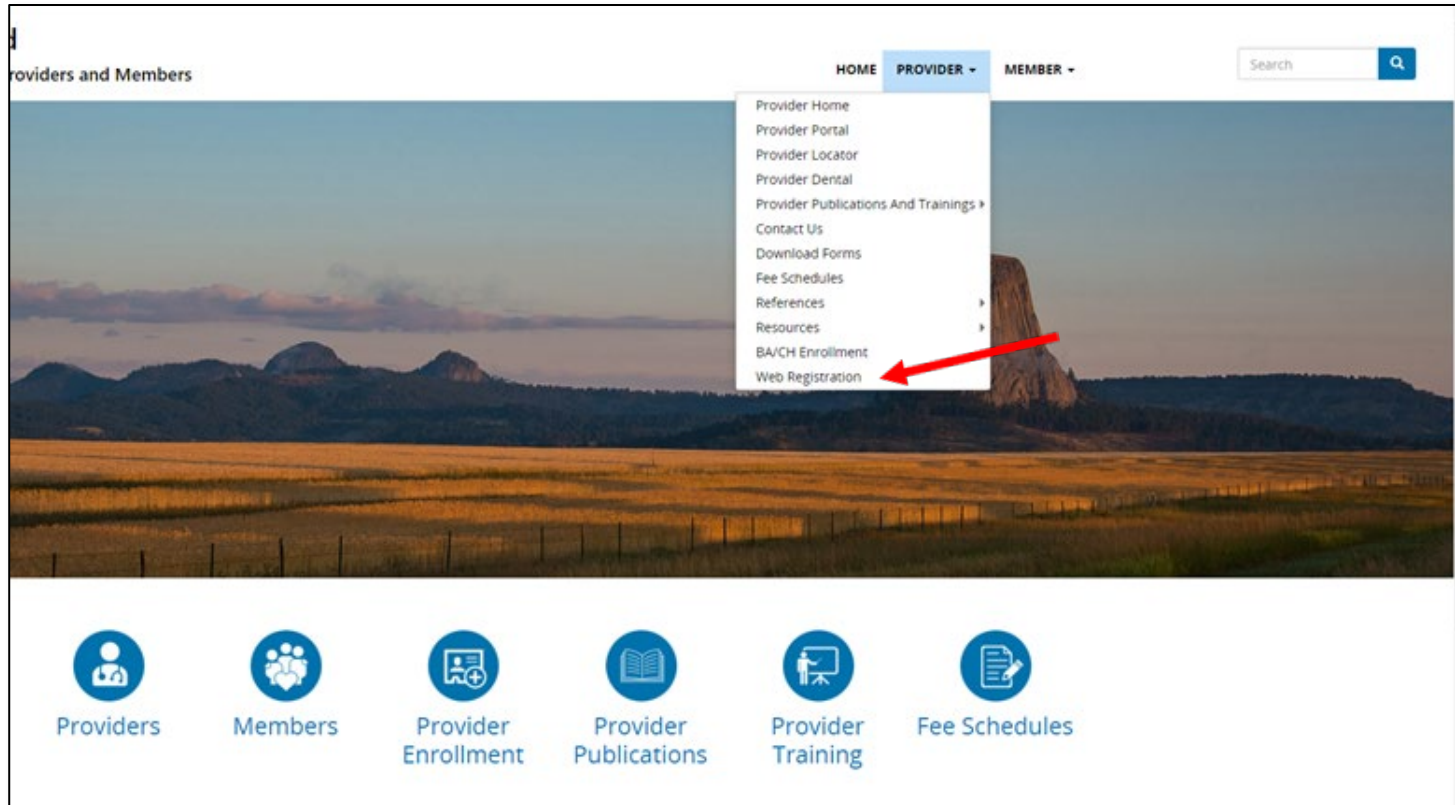 roviders and Members
HOME PROVIDER MEMBER
Search
Provider Home
Provider Portal
Provider Locator
Provider Dental
Provider Publications And Trainings
Contact Us
Download Forms
Fee Schedules
References
Resources
BA/CH Enrollment
Web Registration
Providers
Members
Provider
Enrollment
Provider
Publications
Provider
Training
Fee Schedules